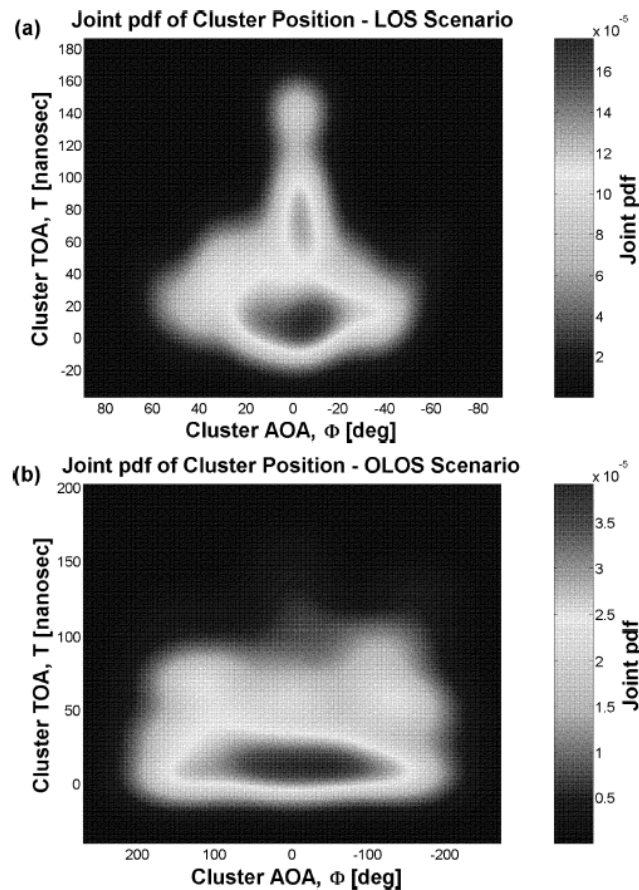 (a)
Joint pdf of Cluster Position - LOS Scenario
x 10⁻⁵
180
160
140
120
100
80
60
40
20
0
-20
80 60 40 20 0 -20 -40 -60 -80
Cluster TOA, T [nanosec]
Cluster AOA, Φ [deg]
16
14
12
10
8
6
4
2
Joint pdf
(b)
Joint pdf of Cluster Position - OLOS Scenario
x 10⁻⁵
200
150
100
50
0
200 100 0 -100 -200
Cluster TOA, T [nanosec]
Cluster AOA, Φ [deg]
3.5
3
2.5
2
1.5
1
0.5
Joint pdf